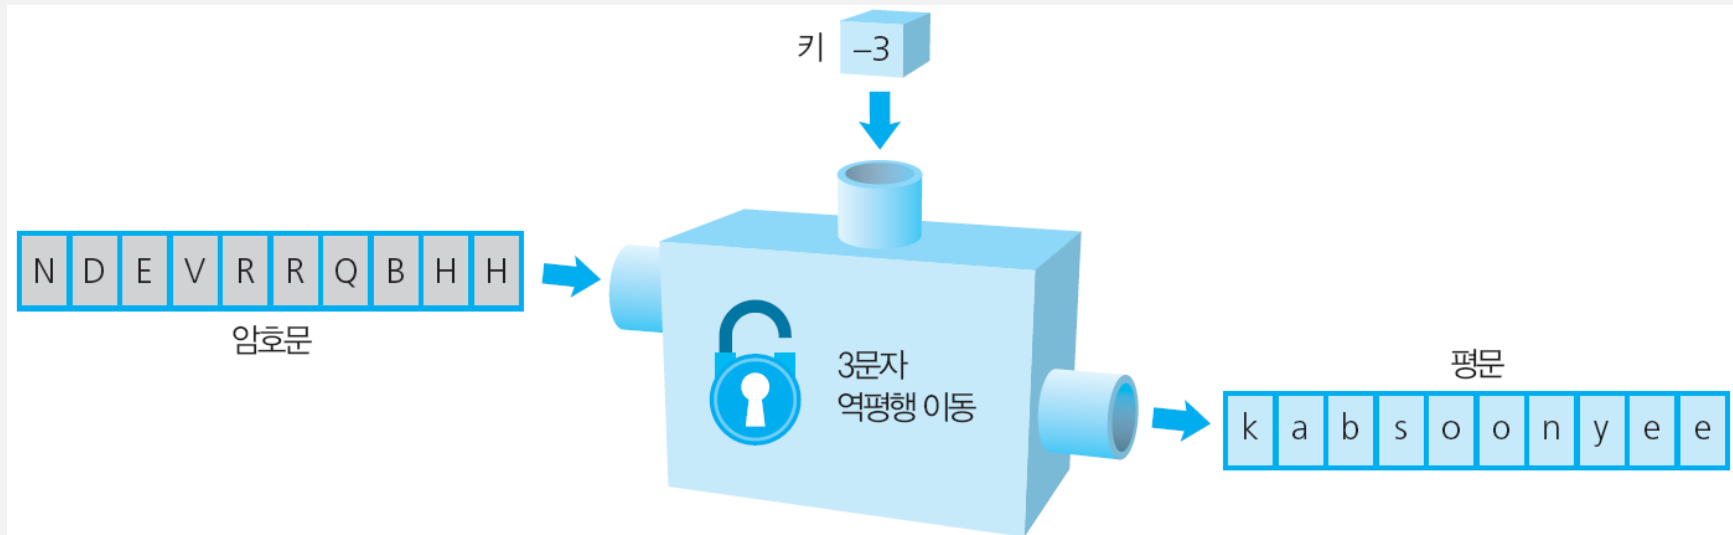 키 -3
N D E V R R Q B H H
암호문
3문자
역평행 이동
평문
k a b s o o n y e e